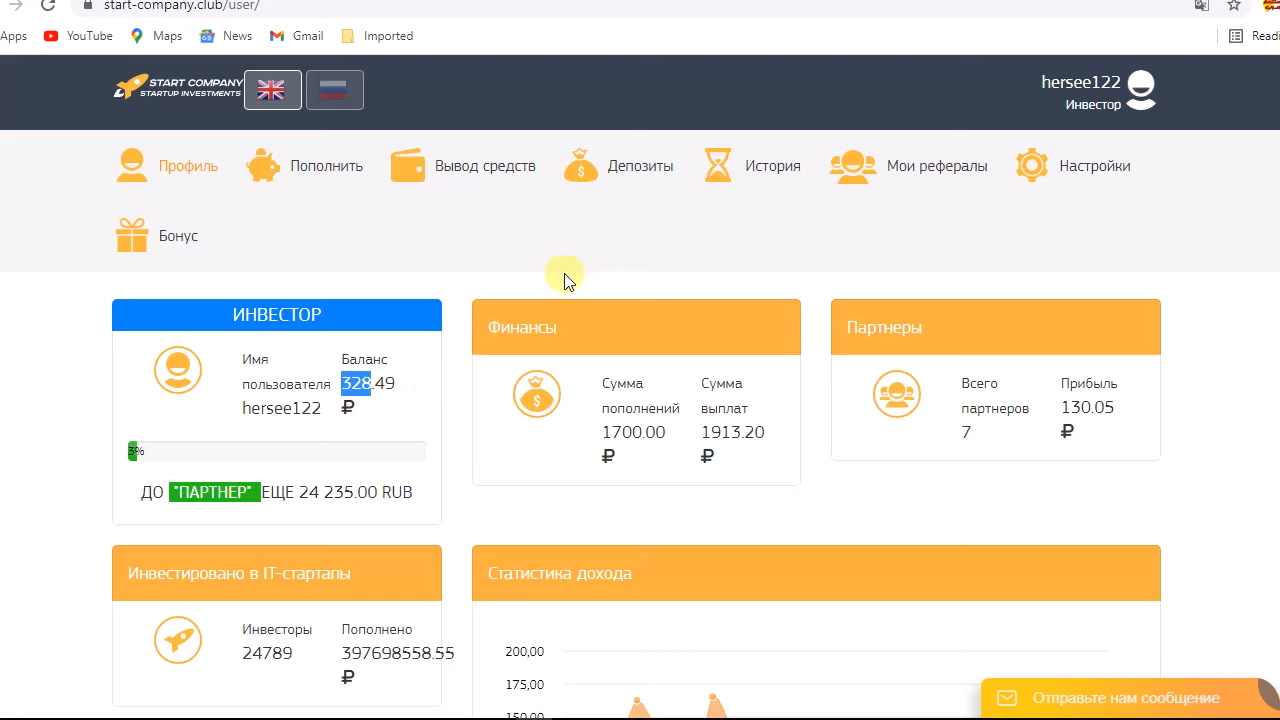 start-company.club/user/
Apps YouTube Maps News Gmail Imported
START COMPANY
STARTUP INVESTMENTS
hersee122
Инвестор
Профиль Пополнить Вывод средств Депозиты История Мои рефералы Настройки
Бонус
ИНВЕСТОР
Имя
пользователя
hersee122
Баланс
328.49
₽
3%
ДО "ПАРТНЕР" ЕЩЕ 24 235.00 RUB
Финансы
Сумма
пополнений
1700.00
₽
Сумма
выплат
1913.20
₽
Партнеры
Всего
партнеров
7
Прибыль
130.05
₽
Инвестировано в IT-стартапы
Инвесторы
24789
Пополнено
397698558.55
₽
Статистика дохода
200,00
175,00
150,00
Отправьте нам сообщение